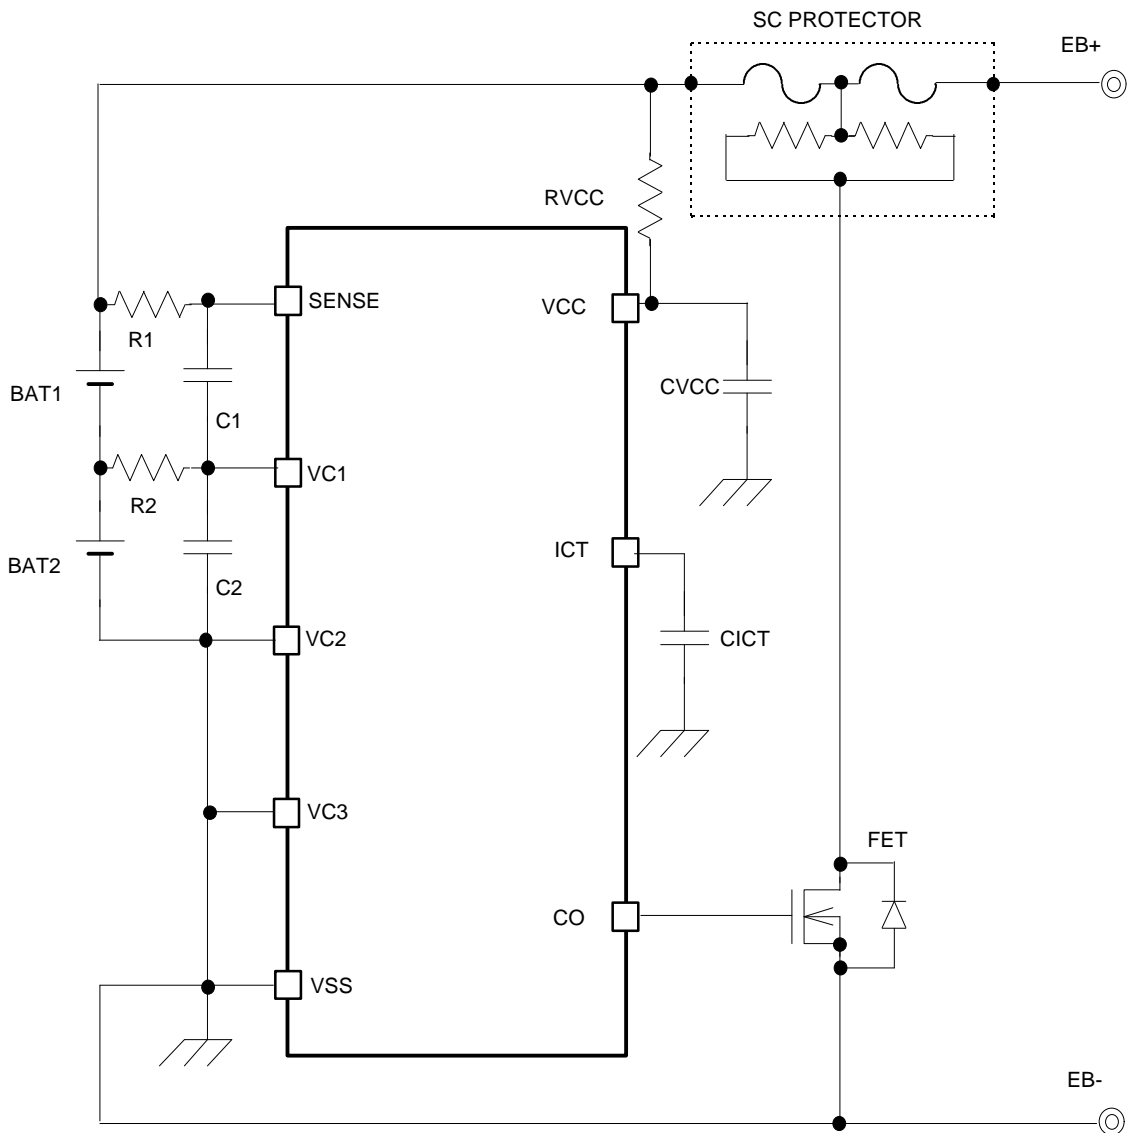 SC PROTECTOR
EB+
RVCC
SENSE
VCC
R1
BAT1
CVCC
C1
VC1
R2
ICT
BAT2
C2
VC2
CICT
VC3
FET
CO
VSS
EB-